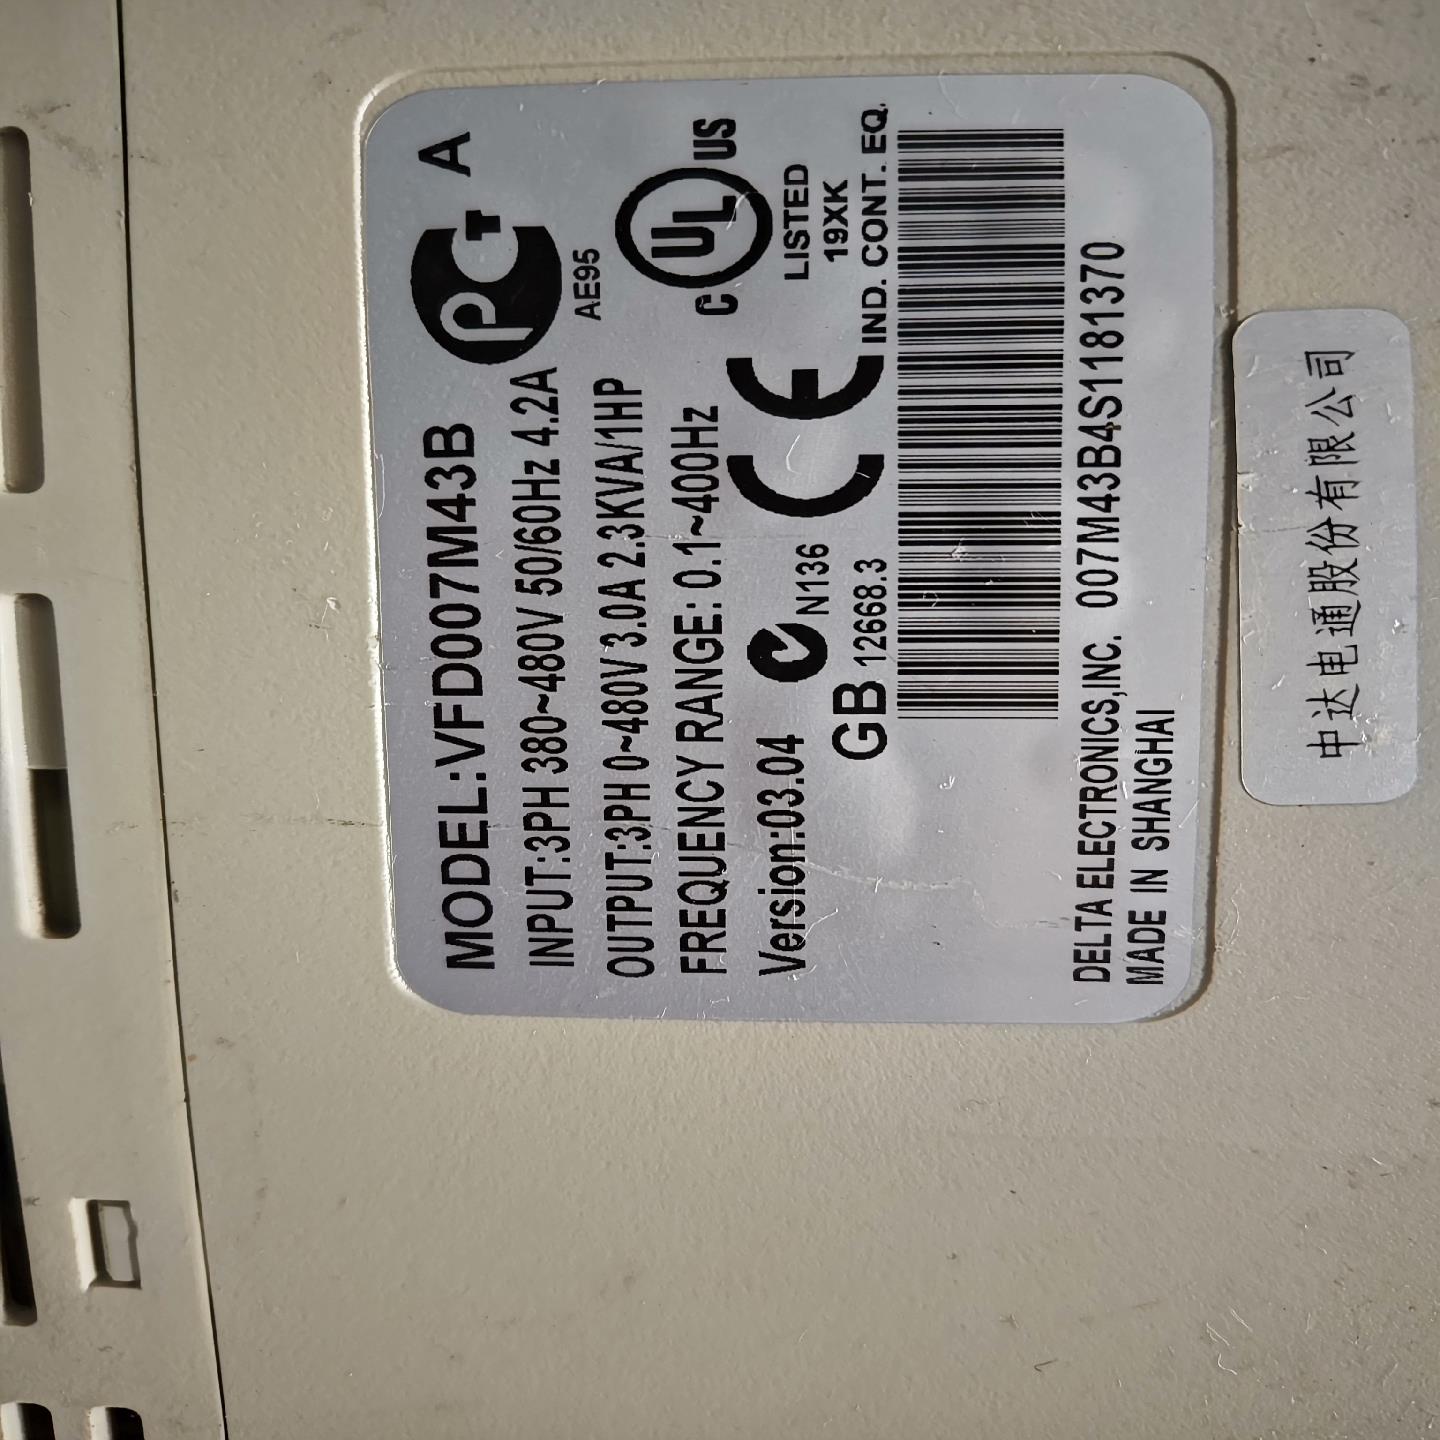 MODEL:VFD007M43B
INPUT:3PH 380~480V 50/60Hz 4.2A
OUTPUT:3PH 0~480V 3.0A 2.3KVA/1HP
FREQUENCY RANGE: 0.1~400Hz
Version:03.04
A
PG
AE95
C UL US
LISTED
19XK
IND. CONT. EQ.
N136
CE
GB 12668.3
007M43B4S1181370
DELTA ELECTRONICS,INC.
MADE IN SHANGHAI
中达电通股份有限公司